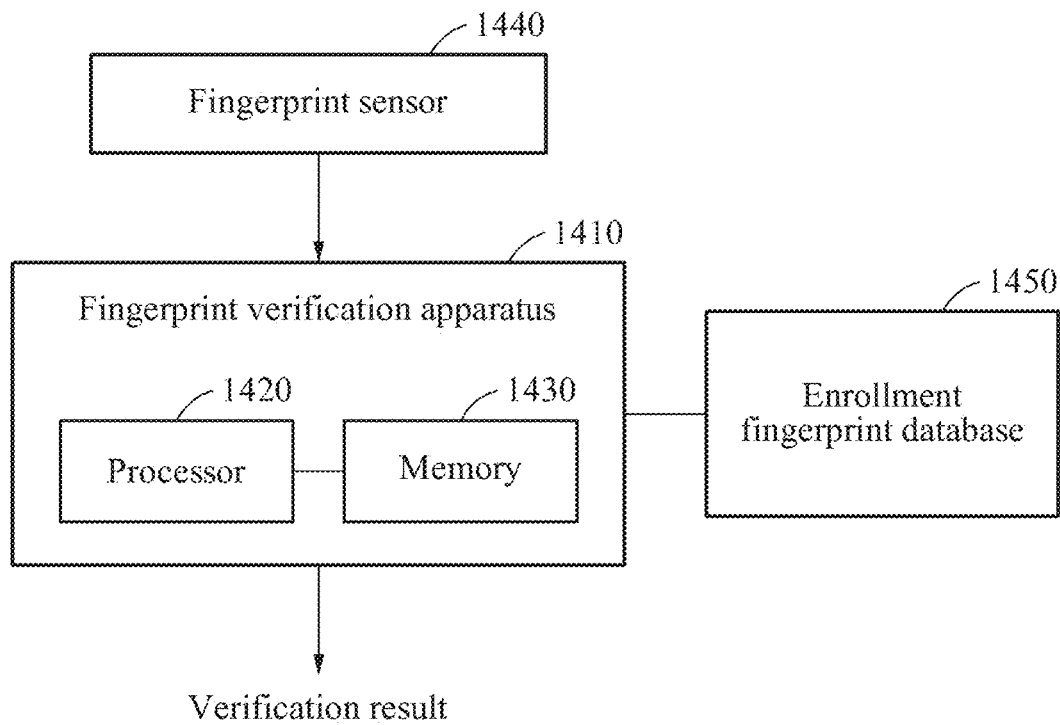 1440
Fingerprint sensor
1410
Fingerprint verification apparatus
1450
Enrollment
fingerprint database
1420
1430
Processor
Memory
Verification result